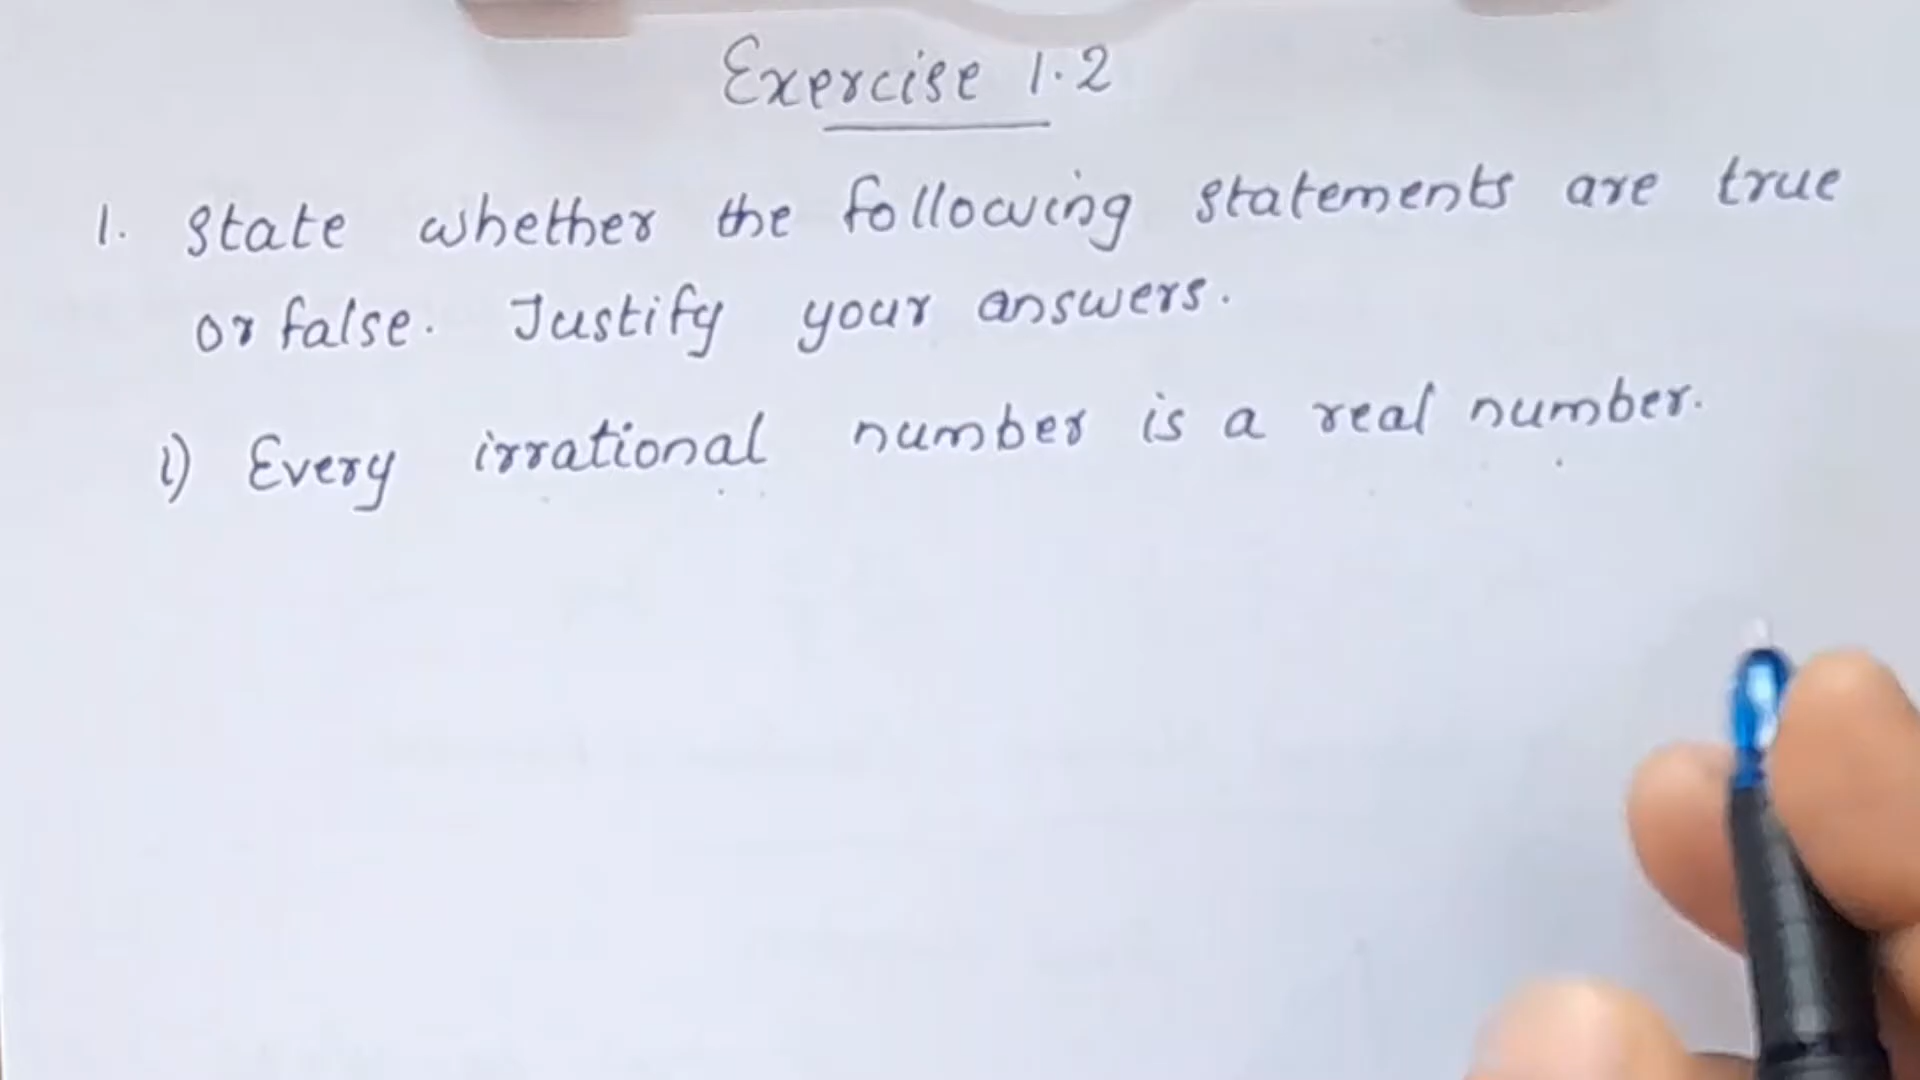 Exercise 1.2
1. State whether the following statements are true
or false. Justify your answers.
i) Every irrational number is a real number.